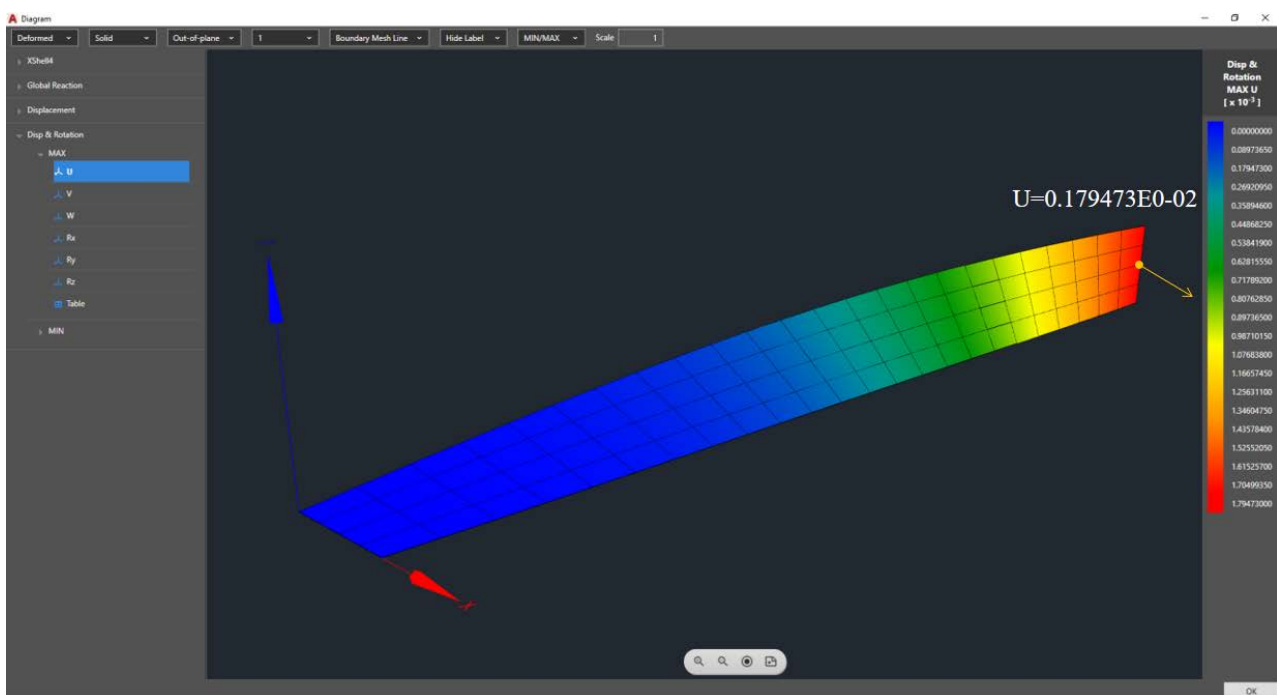 Diagram
Deformed Solid Out-of-plane 1 Boundary Mesh Line Hide Label MIN/MAX Scale 1
XShell4
Global Reaction
Displacement
Disp & Rotation
MAX
U
V
W
Rx
Ry
Rz
Table
MIN
U=0.179473E0-02
X
Disp &
Rotation
MAX U
[ x 10⁻³ ]
0.00000000
0.08973650
0.17947300
0.26920950
0.35894600
0.44868250
0.53841900
0.62815550
0.71789200
0.80762850
0.89736500
0.98710150
1.07683800
1.16657450
1.25631100
1.34604750
1.43578400
1.52552050
1.61525700
1.70499350
1.79473000
OK